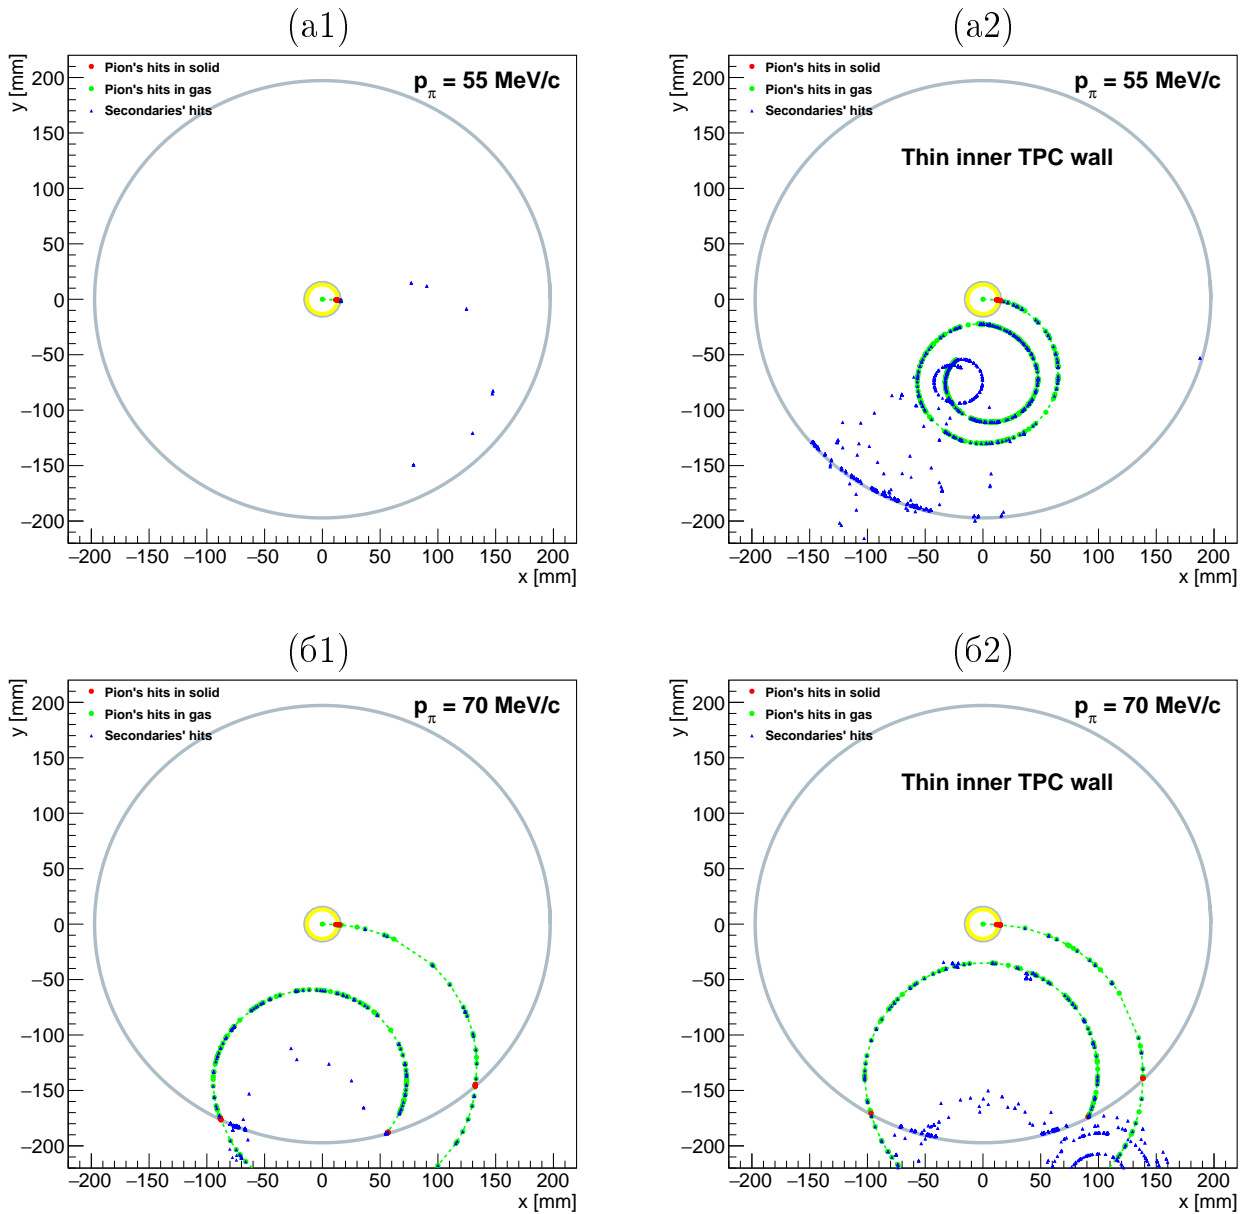 (а1)
y [mm]
Pion's hits in solid
Pion's hits in gas
Secondaries' hits
pπ = 55 MeV/c
200
150
100
50
0
−50
−100
−150
−200
−200 −150 −100 −50 0 50 100 150 200
x [mm]
(а2)
y [mm]
Pion's hits in solid
Pion's hits in gas
Secondaries' hits
pπ = 55 MeV/c
Thin inner TPC wall
200
150
100
50
0
−50
−100
−150
−200
−200 −150 −100 −50 0 50 100 150 200
x [mm]
(б1)
y [mm]
Pion's hits in solid
Pion's hits in gas
Secondaries' hits
pπ = 70 MeV/c
200
150
100
50
0
−50
−100
−150
−200
−200 −150 −100 −50 0 50 100 150 200
x [mm]
(б2)
y [mm]
Pion's hits in solid
Pion's hits in gas
Secondaries' hits
pπ = 70 MeV/c
Thin inner TPC wall
200
150
100
50
0
−50
−100
−150
−200
−200 −150 −100 −50 0 50 100 150 200
x [mm]